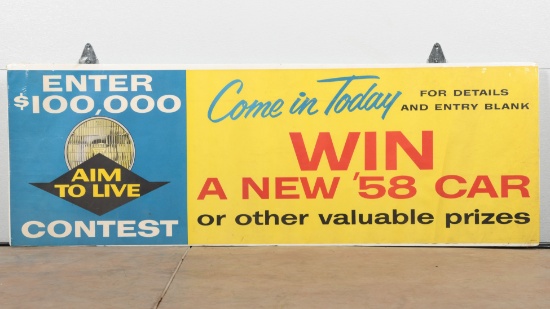 ENTER
$100,000
AIM
TO LIVE
CONTEST
Come in Today
FOR DETAILS
AND ENTRY BLANK
WIN
A NEW '58 CAR
or other valuable prizes